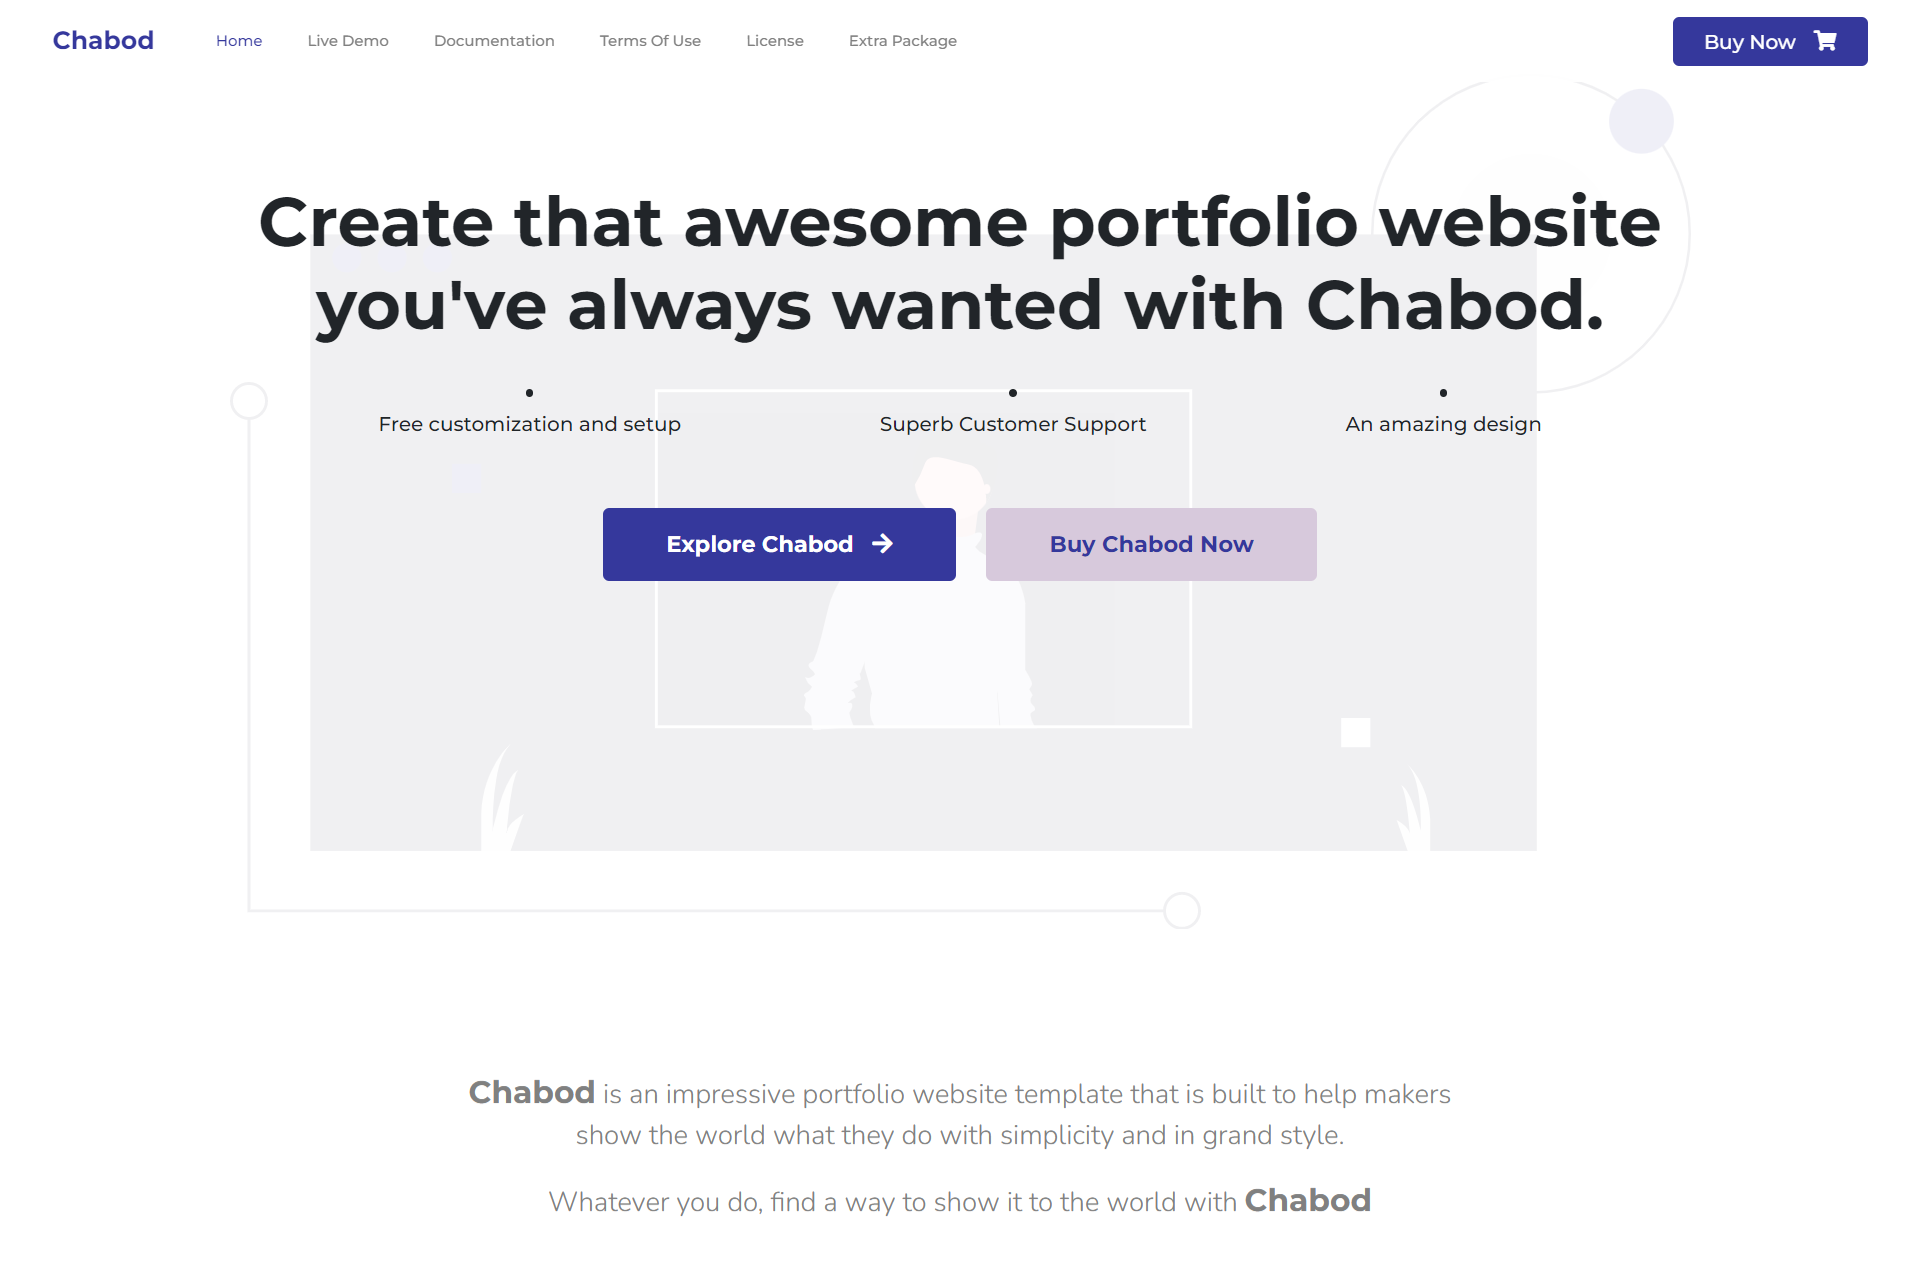 Chabod
Home
Live Demo
Documentation
Terms Of Use
License
Extra Package
Buy Now
Create that awesome portfolio website
you've always wanted with Chabod.
Free customization and setup
Superb Customer Support
An amazing design
Explore Chabod
Buy Chabod Now
Chabod is an impressive portfolio website template that is built to help makers
show the world what they do with simplicity and in grand style.
Whatever you do, find a way to show it to the world with Chabod